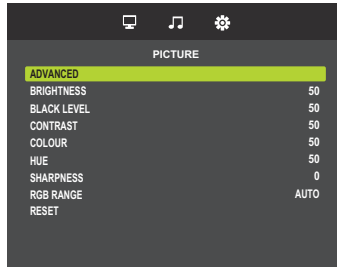 PICTURE
ADVANCED
BRIGHTNESS 50
BLACK LEVEL 50
CONTRAST 50
COLOUR 50
HUE 50
SHARPNESS 0
RGB RANGE AUTO
RESET